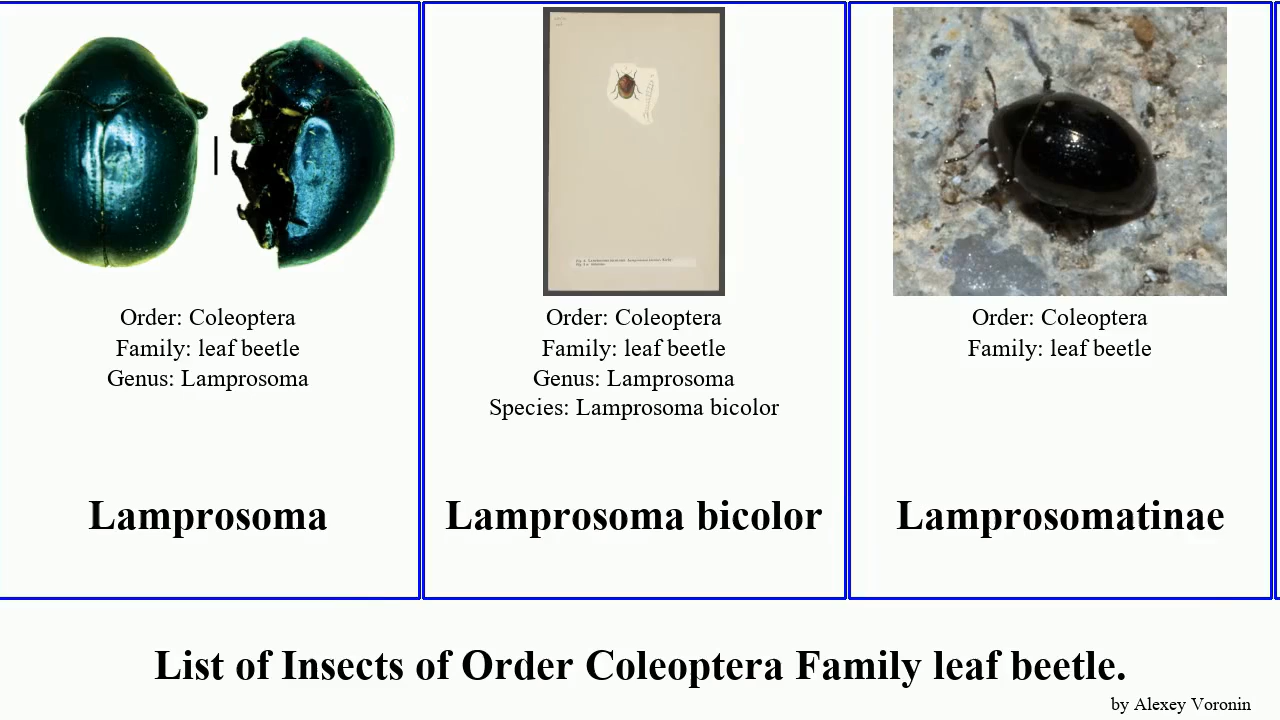 Order: Coleoptera
Family: leaf beetle
Genus: Lamprosoma
Lamprosoma
Order: Coleoptera
Family: leaf beetle
Genus: Lamprosoma
Species: Lamprosoma bicolor
Lamprosoma bicolor
Order: Coleoptera
Family: leaf beetle
Lamprosomatinae
List of Insects of Order Coleoptera Family leaf beetle.
by Alexey Voronin